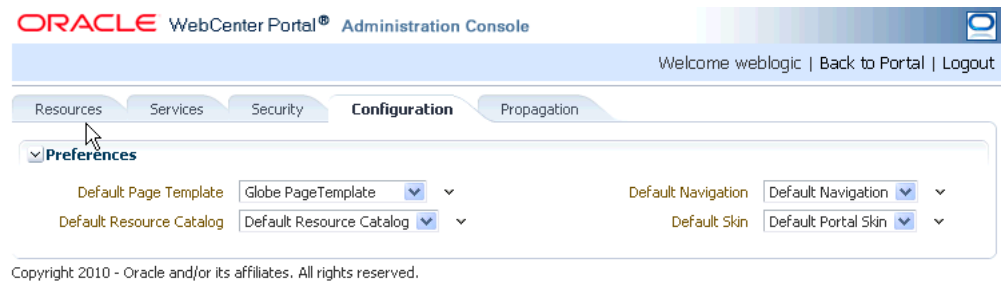 ORACLE WebCenter Portal® Administration Console
Welcome weblogic | Back to Portal | Logout
Resources Services Security Configuration Propagation
Preferences
Default Page Template Globe PageTemplate Default Navigation Default Navigation
Default Resource Catalog Default Resource Catalog Default Skin Default Portal Skin
Copyright 2010 - Oracle and/or its affiliates. All rights reserved.